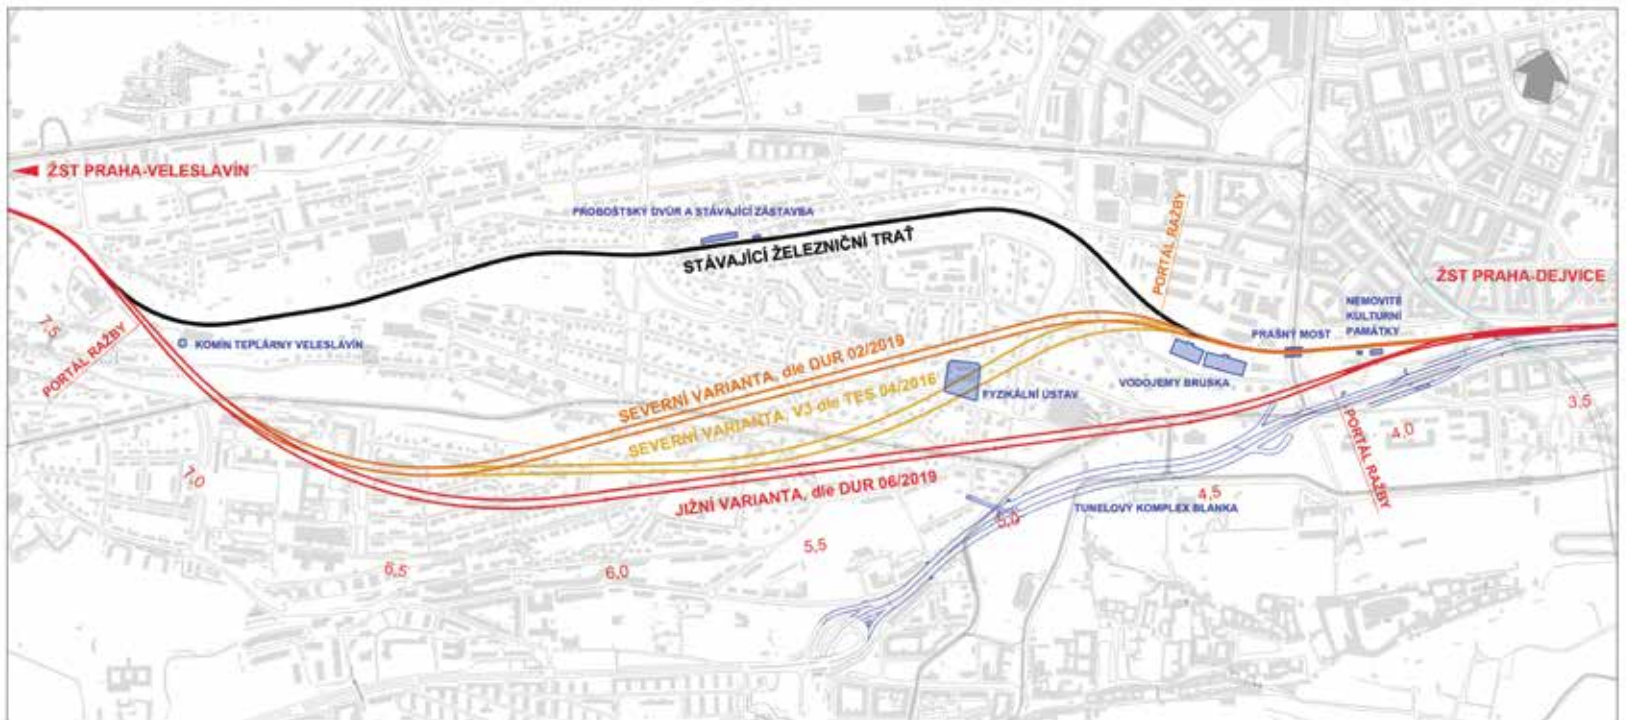 ŽST PRAHA-VELESLAVÍN
PROBOŠTSKÝ DVŮR A STÁVAJÍCÍ ZÁSTAVBA
STÁVAJÍCÍ ŽELEZNIČNÍ TRAŤ
PORTÁL RAŽBY
ŽST PRAHA-DEJVICE
NEMOVITÉ
KULTURNÍ
PAMÁTKY
PRAŠNÝ MOST
7,5
PORTÁL RAŽBY
KOMÍN TEPLÁRNY VELESLAVÍN
SEVERNÍ VARIANTA, dle DUR 02/2019
SEVERNÍ VARIANTA, V3 dle TES 04/2016
FYZIKÁLNÍ ÚSTAV
VODOJEMY BRUSKA
3,5
4,0
PORTÁL RAŽBY
7,0
JIŽNÍ VARIANTA, dle DUR 06/2019
4,5
TUNELOVÝ KOMPLEX BLANKA
5,0
5,5
6,0
6,5